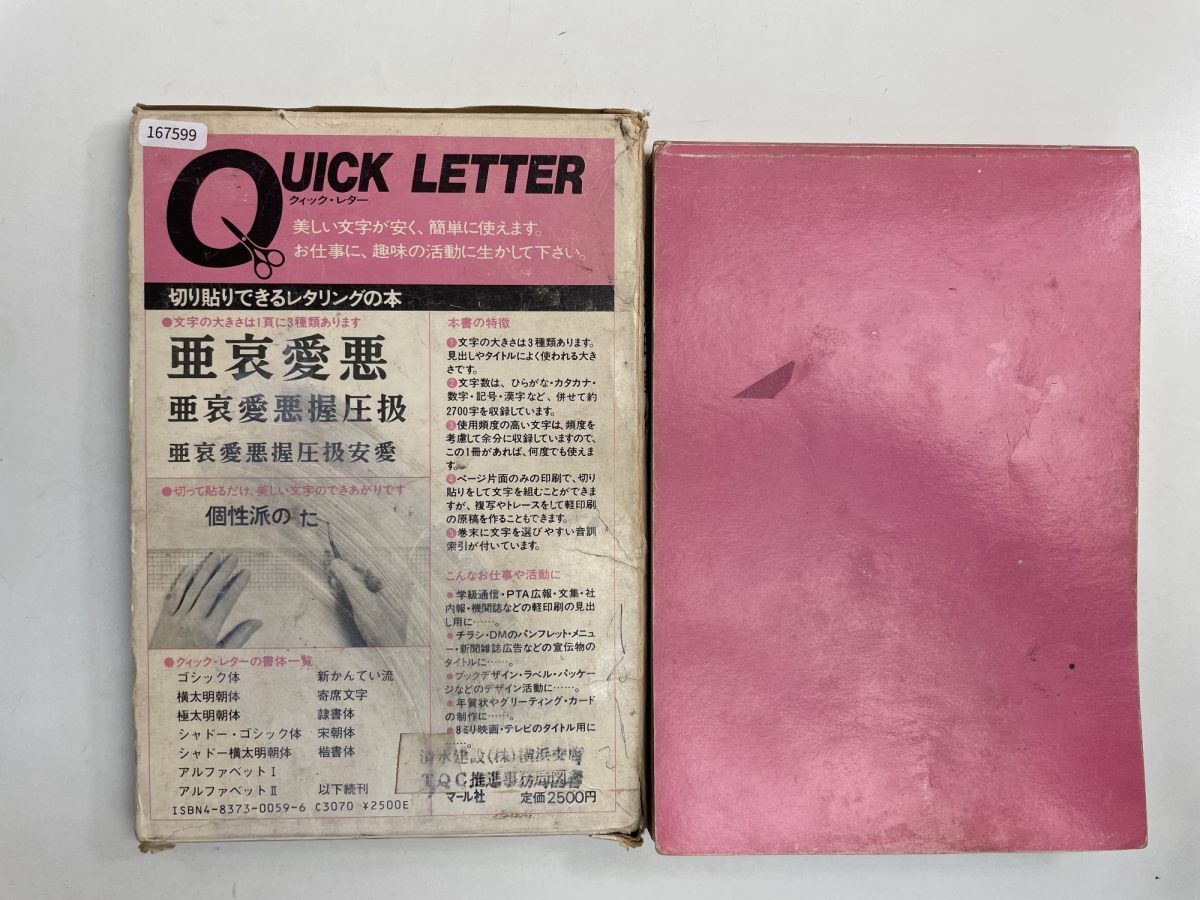 167599
QUICK LETTER
クィック・レター
美しい文字が安く、簡単に使えます。
お仕事に、趣味の活動に生かして下さい。
切り貼りできるレタリングの本
●文字の大きさは1頁に3種類あります
亜哀愛悪
亜哀愛悪握圧扱
亜哀愛悪握圧扱安愛
●切って貼るだけ、美しい文字のできあがりです
個性派の た
●クィック・レターの書体一覧
ゴシック体 新かんてい流
横太明朝体 寄席文字
極太明朝体 隷書体
シャドー・ゴシック体 宋朝体
シャドー横太明朝体 楷書体
アルファベットⅠ
アルファベットⅡ 以下続刊
ISBN4-8373-0059-6 C3070 ¥2500E
本書の特徴
❶文字の大きさは3種類あります。
見出しやタイトルによく使われる大き
さです。
❷文字数は、ひらがな・カタカナ・
数字・記号・漢字など、併せて約
2700字を収録しています。
❸使用頻度の高い文字は、頻度を
考慮して余分に収録していますので、
この1冊があれば、何度でも使えま
す。
❹ページ片面のみの印刷で、切り
貼りをして文字を組むことができま
すが、複写やトレースをして軽印刷
の原稿を作ることもできます。
❺巻末に文字を選びやすい音訓
索引が付いています。
こんなお仕事や活動に
●学級通信・PTA広報・文集・社
内報・機関誌などの軽印刷の見出
し用に……。
●チラシ・DMのパンフレット・メニュ
ー・新聞雑誌広告などの宣伝物の
タイトルに……。
●ブックデザイン・ラベル・パッケー
ジなどのデザイン活動に……。
●年賀状やグリーティング・カード
の制作に……。
●8ミリ映画・テレビのタイトル用に
……。
清水建設(株)横浜支店
TQC推進事務局図書
マール社 定価2500円